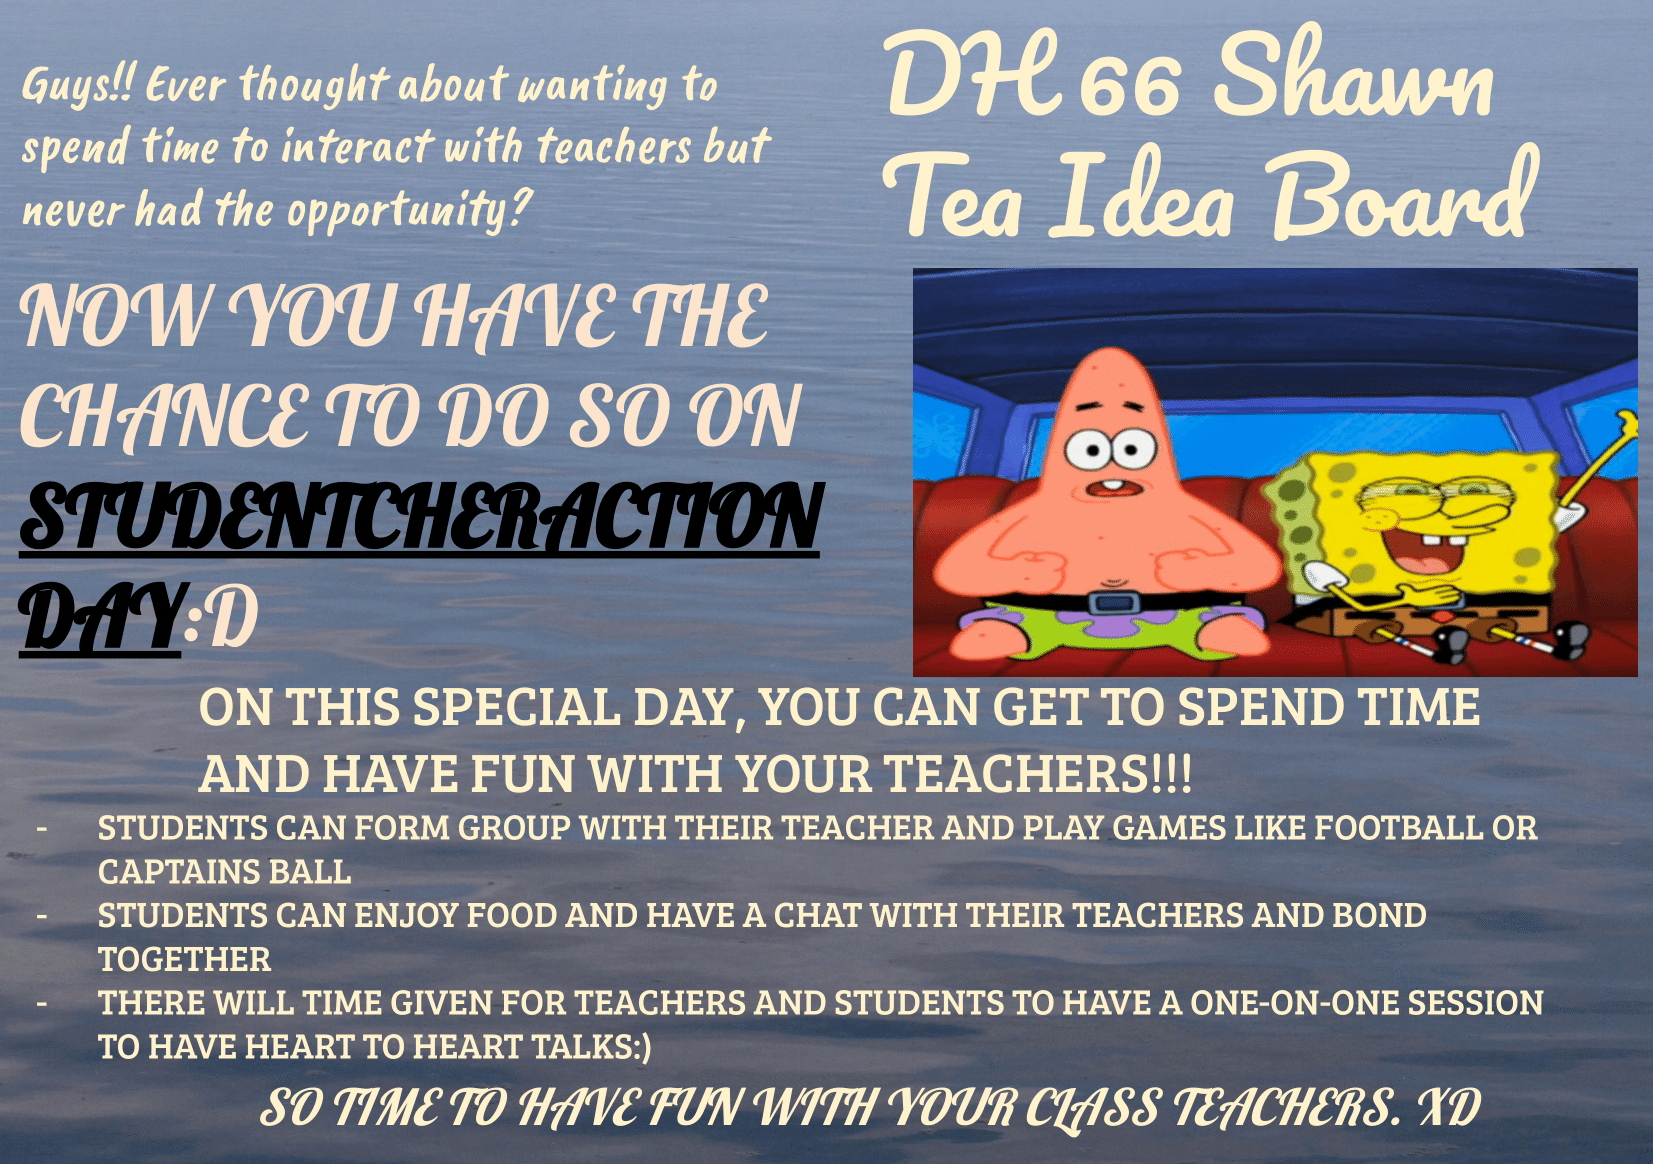 Guys!! Ever thought about wanting to
spend time to interact with teachers but
never had the opportunity?
DH 66 Shawn
Tea Idea Board
NOW YOU HAVE THE
CHANCE TO DO SO ON
STUDENTCHERACTION
DAY:D
ON THIS SPECIAL DAY, YOU CAN GET TO SPEND TIME
AND HAVE FUN WITH YOUR TEACHERS!!!
- STUDENTS CAN FORM GROUP WITH THEIR TEACHER AND PLAY GAMES LIKE FOOTBALL OR
CAPTAINS BALL
- STUDENTS CAN ENJOY FOOD AND HAVE A CHAT WITH THEIR TEACHERS AND BOND
TOGETHER
- THERE WILL TIME GIVEN FOR TEACHERS AND STUDENTS TO HAVE A ONE-ON-ONE SESSION
TO HAVE HEART TO HEART TALKS:)
SO TIME TO HAVE FUN WITH YOUR CLASS TEACHERS. XD